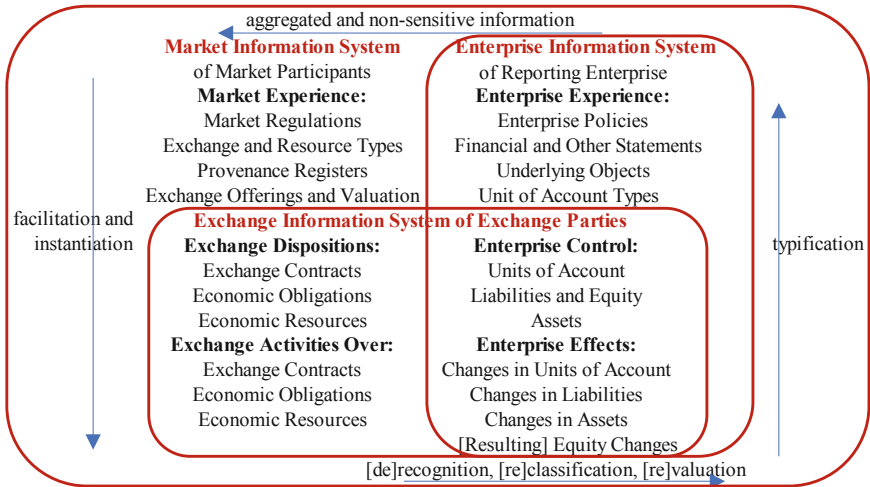 aggregated and non-sensitive information
Market Information System
of Market Participants
Market Experience:
Market Regulations
Exchange and Resource Types
Provenance Registers
Exchange Offerings and Valuation
Enterprise Information System
of Reporting Enterprise
Enterprise Experience:
Enterprise Policies
Financial and Other Statements
Underlying Objects
Unit of Account Types
facilitation and
instantiation
typification
Exchange Information System of Exchange Parties
Exchange Dispositions:
Exchange Contracts
Economic Obligations
Economic Resources
Exchange Activities Over:
Exchange Contracts
Economic Obligations
Economic Resources
Enterprise Control:
Units of Account
Liabilities and Equity
Assets
Enterprise Effects:
Changes in Units of Account
Changes in Liabilities
Changes in Assets
[Resulting] Equity Changes
[de]recognition, [re]classification, [re]valuation